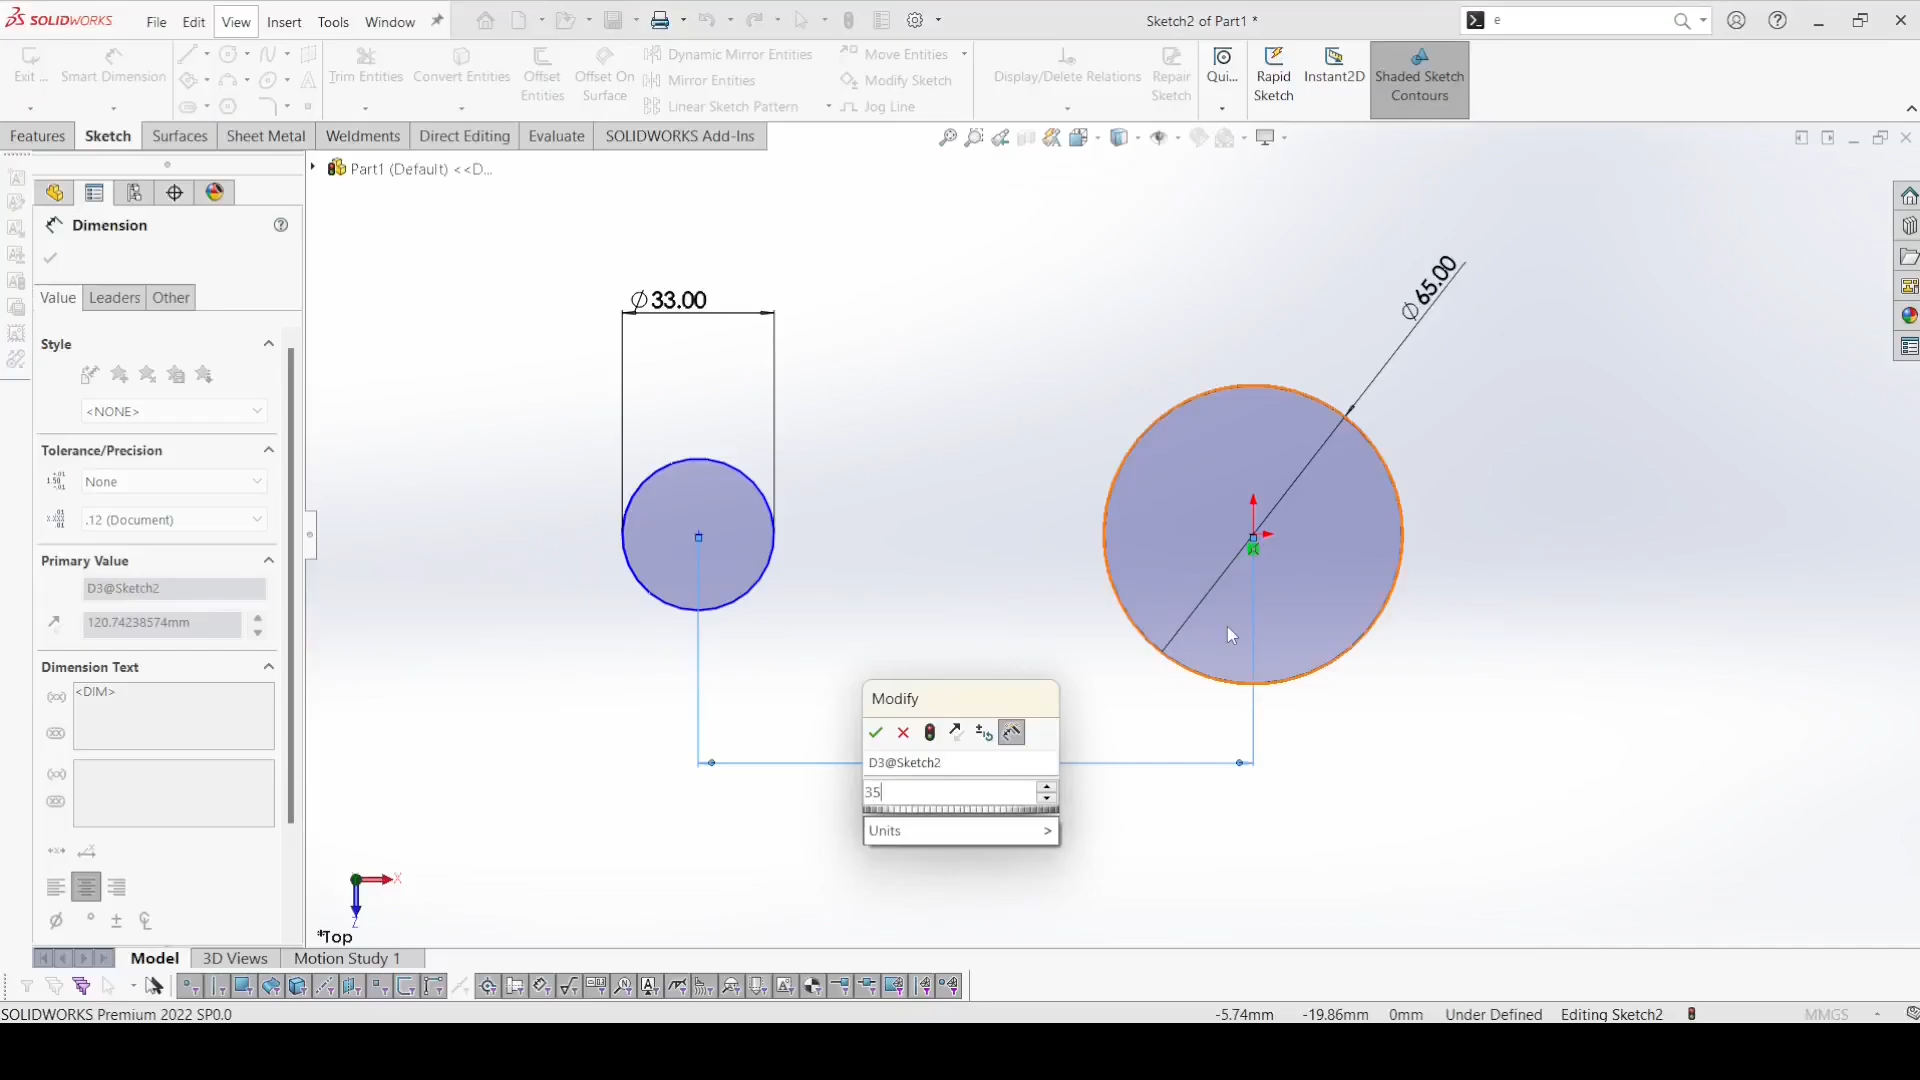 SOLIDWORKS File Edit View Insert Tools Window Sketch2 of Part1 * e
Exit ... Smart Dimension Trim Entities Convert Entities Offset Entities Offset On Surface Dynamic Mirror Entities Mirror Entities Linear Sketch Pattern Move Entities Modify Sketch Jog Line Display/Delete Relations Repair Sketch Qui... Rapid Sketch Instant2D Shaded Sketch Contours
Features Sketch Surfaces Sheet Metal Weldments Direct Editing Evaluate SOLIDWORKS Add-Ins
Part1 (Default) <<D...
Dimension
Value Leaders Other
Style
<NONE>
Tolerance/Precision
None
.12 (Document)
Primary Value
D3@Sketch2
120.74238574mm
Dimension Text
<DIM>
∅33.00
∅65.00
Modify
D3@Sketch2
35
Units >
X
Z
*Top
Model 3D Views Motion Study 1
SOLIDWORKS Premium 2022 SP0.0 -5.74mm -19.86mm 0mm Under Defined Editing Sketch2 MMGS